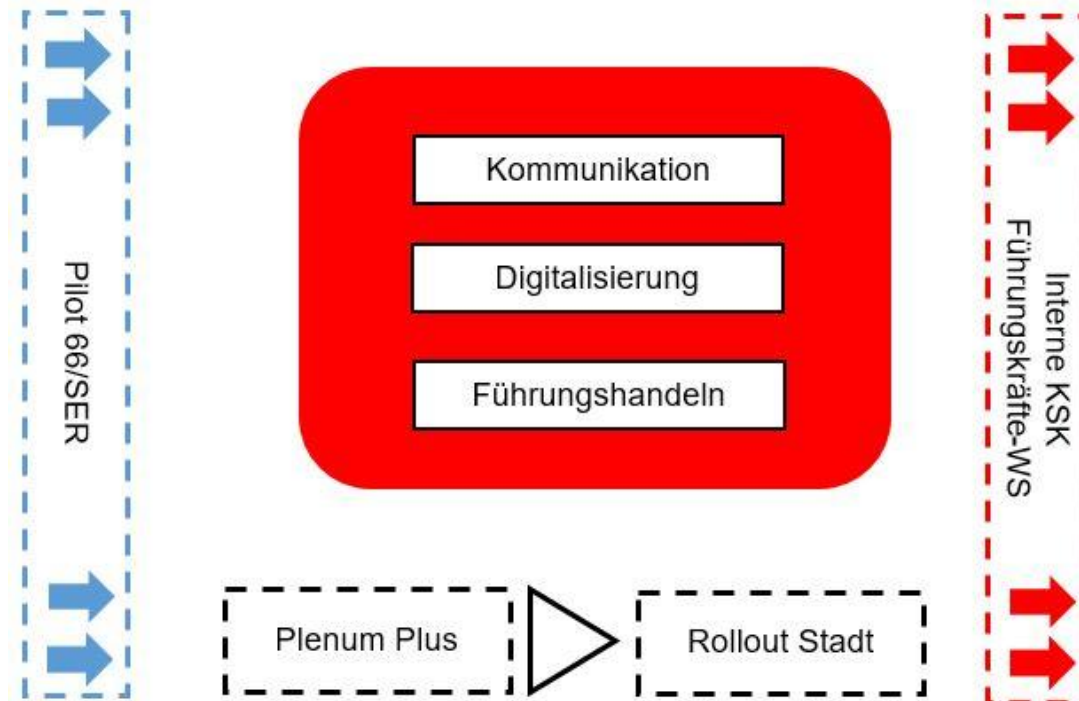 Pilot 66/SER
Kommunikation
Digitalisierung
Führungshandeln
Plenum Plus
Rollout Stadt
Interne KSK
Führungskräfte-WS